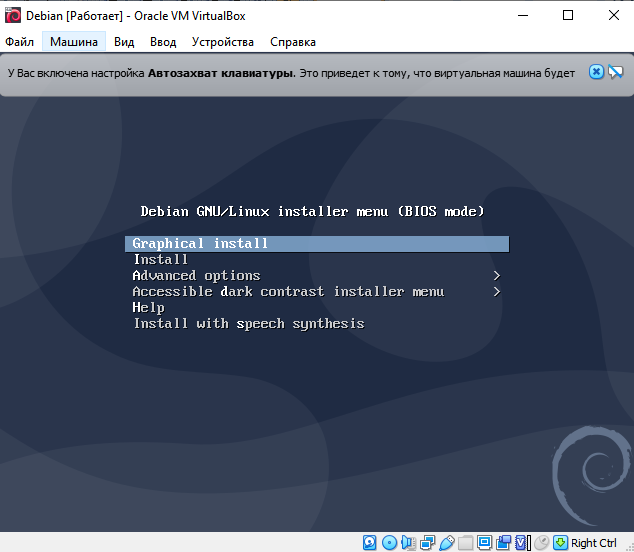 Debian [Работает] - Oracle VM VirtualBox
Файл Машина Вид Ввод Устройства Справка
У Вас включена настройка Автозахват клавиатуры. Это приведет к тому, что виртуальная машина будет
Debian GNU/Linux installer menu (BIOS mode)
Graphical install
Install
Advanced options >
Accessible dark contrast installer menu >
Help
Install with speech synthesis
Right Ctrl